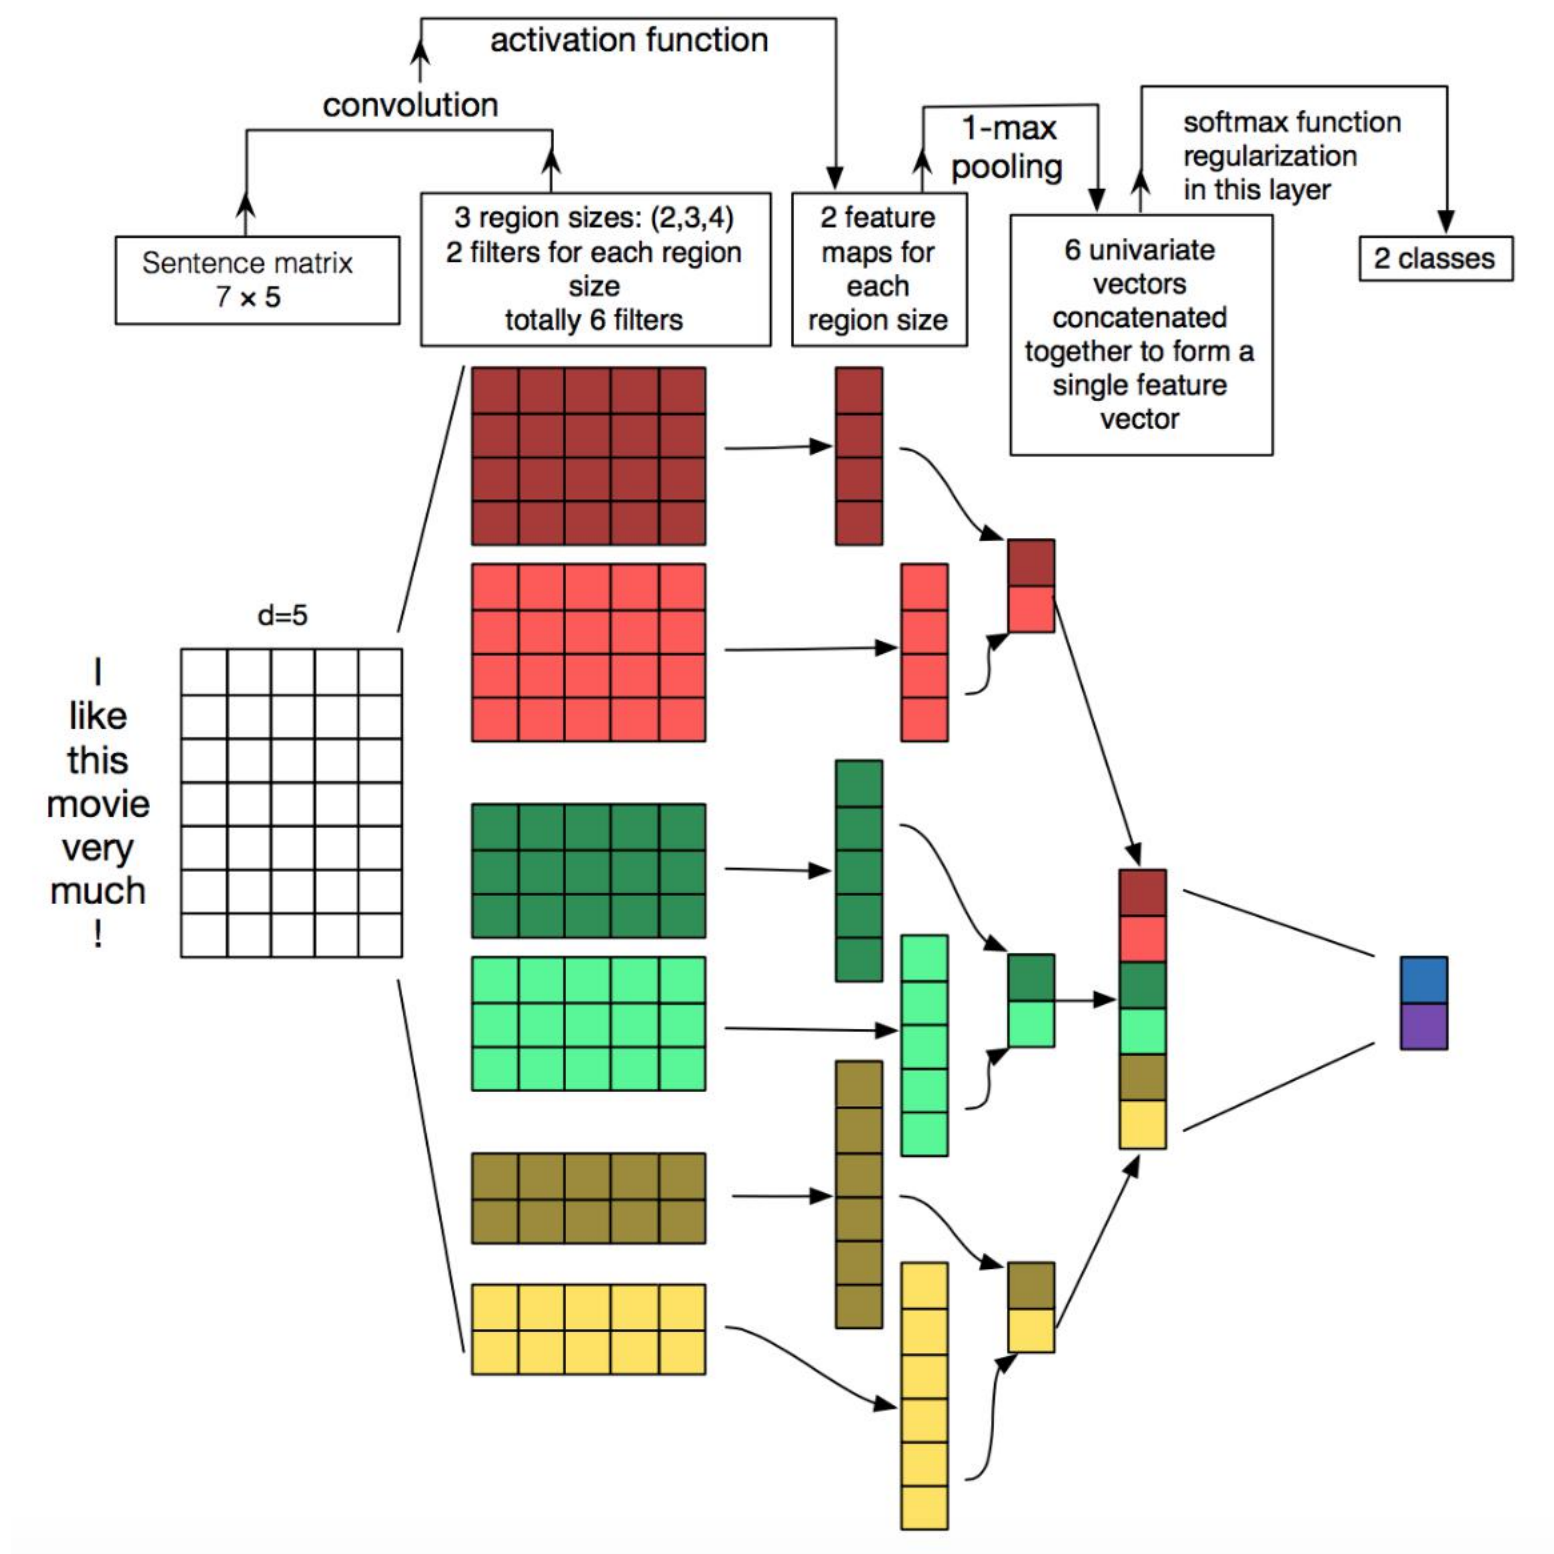 activation function
convolution
1-max
pooling
softmax function
regularization
in this layer
Sentence matrix
7 × 5
3 region sizes: (2,3,4)
2 filters for each region
size
totally 6 filters
2 feature
maps for
each
region size
6 univariate
vectors
concatenated
together to form a
single feature
vector
2 classes
d=5
I
like
this
movie
very
much
!